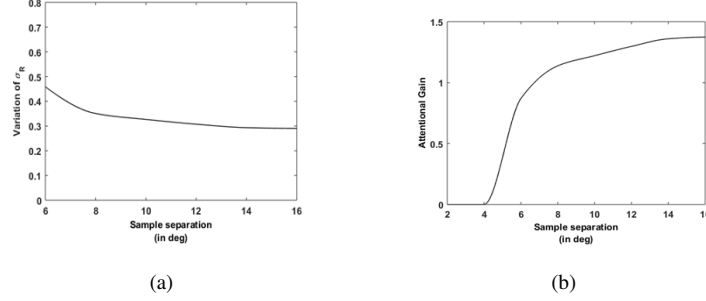 0.8
0.7
0.6
0.5
0.4
0.3
0.2
0.1
0
Variation of σR
6 8 10 12 14 16
Sample separation
(in deg)
(a)
1.5
1
0.5
0
Attentional Gain
2 4 6 8 10 12 14 16
Sample separation
(in deg)
(b)